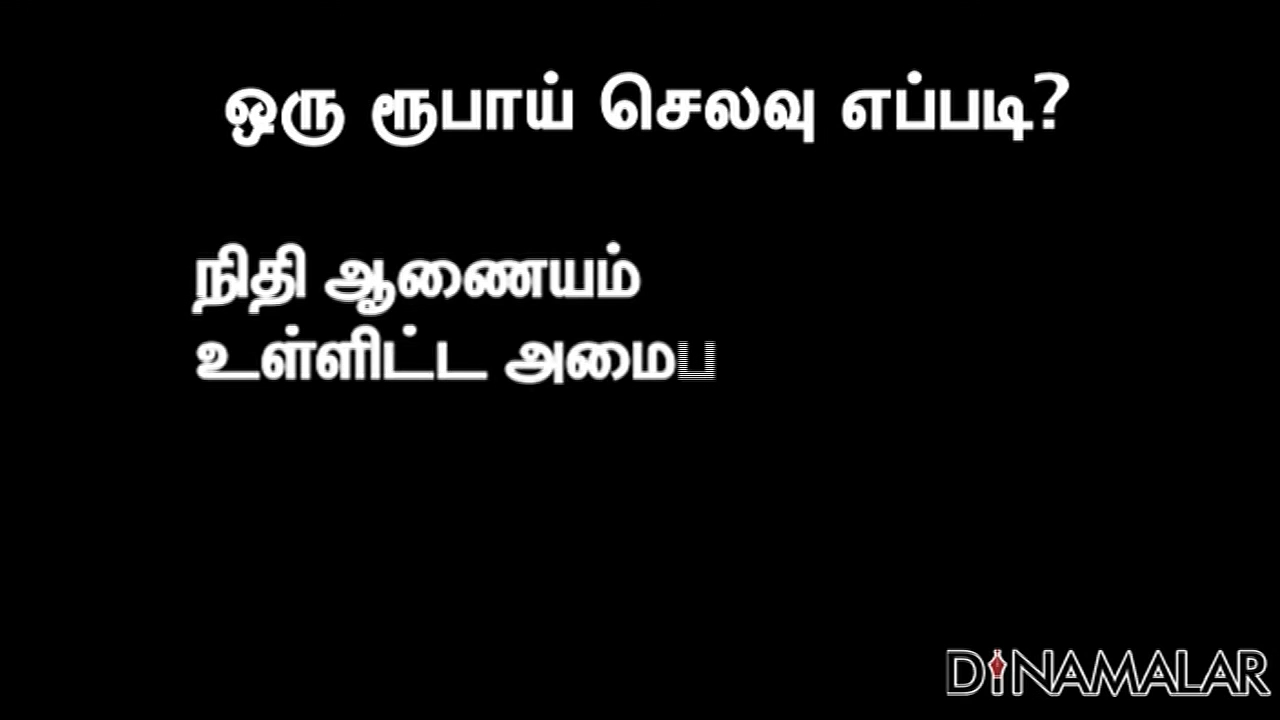 ஒரு ரூபாய் செலவு எப்படி?
நிதி ஆணையம்
உள்ளிட்ட அமைப
DINAMALAR